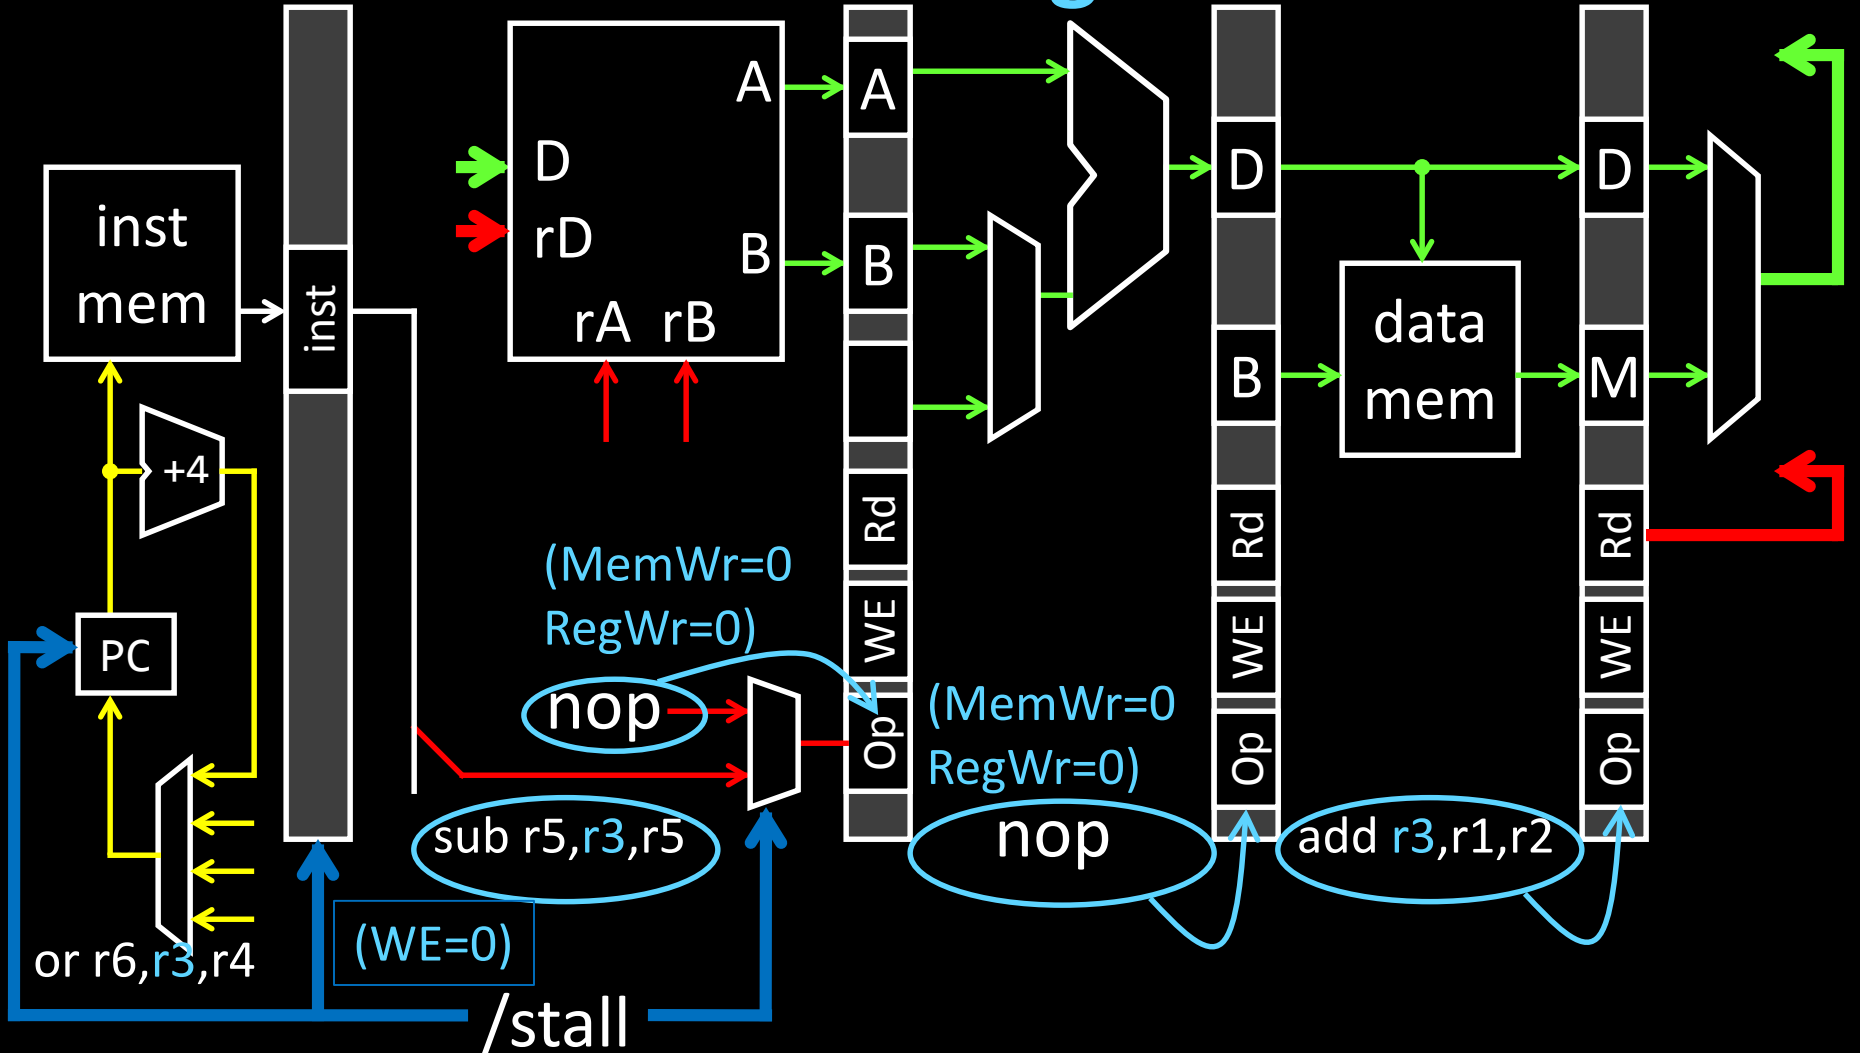 inst
mem
+4
PC
or r6,r3,r4
inst
(WE=0)
/stall
D
rD
A
B
rA rB
(MemWr=0
RegWr=0)
nop
sub r5,r3,r5
A
B
Rd
WE
Op
(MemWr=0
RegWr=0)
nop
D
B
Rd
WE
Op
data
mem
add r3,r1,r2
D
M
Rd
WE
Op